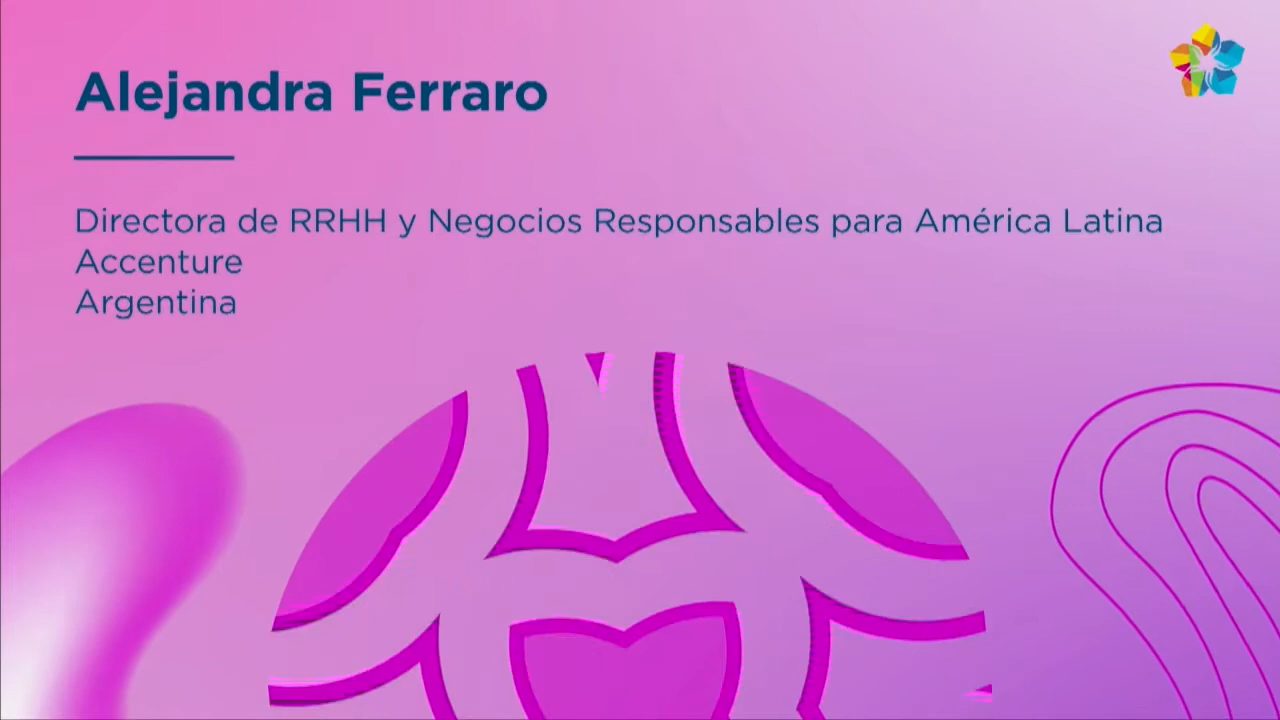 Alejandra Ferraro
Directora de RRHH y Negocios Responsables para América Latina
Accenture
Argentina